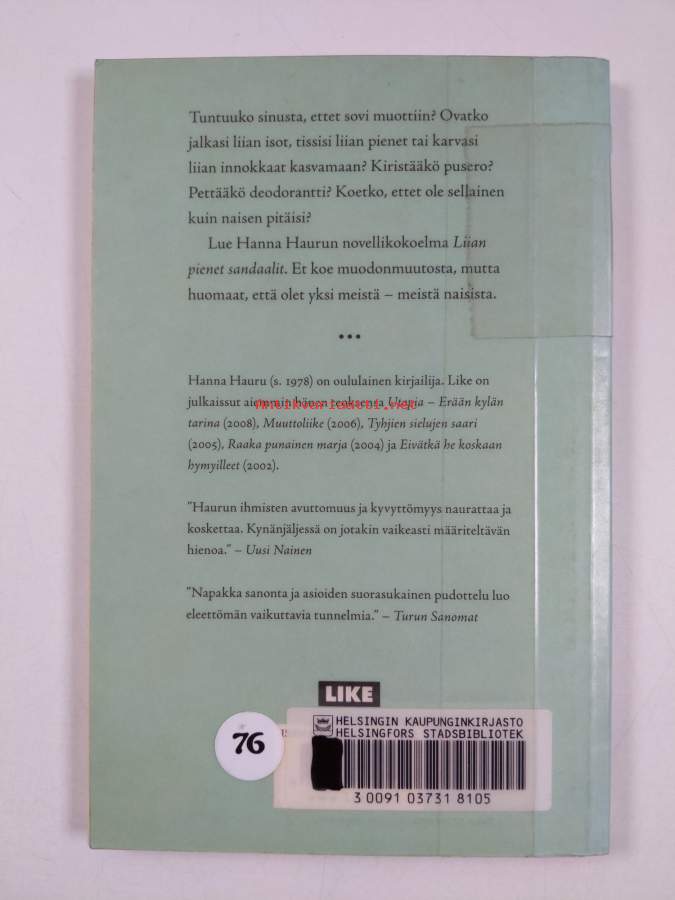 Tuntuuko sinusta, ettet sovi muottiin? Ovatko
jalkasi liian isot, tissisi liian pienet tai karvasi
liian innokkaat kasvamaan? Kiristääkö pusero?
Pettääkö deodorantti? Koetko, ettet ole sellainen
kuin naisen pitäisi?
Lue Hanna Haurun novellikokoelma Liian
pienet sandaalit. Et koe muodonmuutosta, mutta
huomaat, että olet yksi meistä – meistä naisista.
•••
Hanna Hauru (s. 1978) on oululainen kirjailija. Like on
julkaissut aiemmin hänen teoksensa Utopia – Erään kylän
tarina (2008), Muuttoliike (2006), Tyhjien sielujen saari
(2005), Raaka punainen marja (2004) ja Eivätkä he koskaan
hymyilleet (2002).
"Haurun ihmisten avuttomuus ja kyvyttömyys naurattaa ja
koskettaa. Kynänjäljessä on jotakin vaikeasti määriteltävän
hienoa." – Uusi Nainen
"Napakka sanonta ja asioiden suorasukainen pudottelu luo
eleettömän vaikuttavia tunnelmia." – Turun Sanomat
LIKE
76
HELSINGIN KAUPUNGINKIRJASTO
HELSINGFORS STADSBIBLIOTEK
3 0091 03731 8105